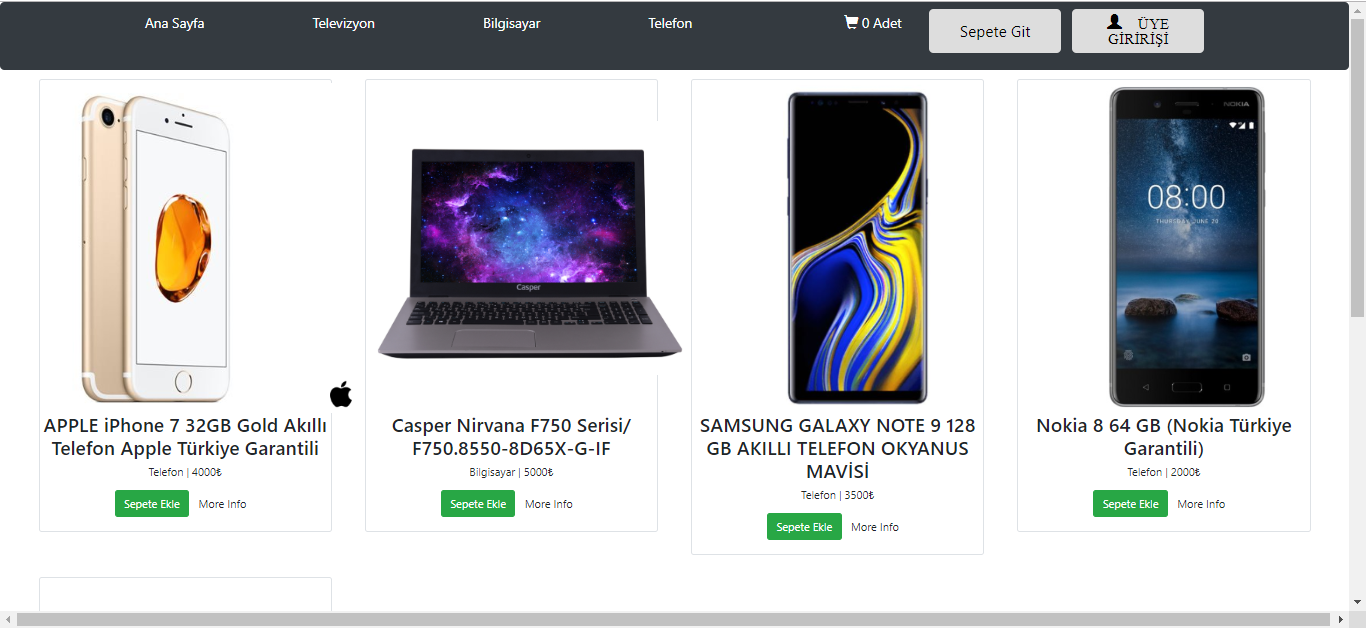 Ana Sayfa Televizyon Bilgisayar Telefon 0 Adet Sepete Git ÜYE
GİRİRİŞİ
NOKIA
08:00
THURSDAY, JUNE 20
Casper
APPLE iPhone 7 32GB Gold Akıllı
Telefon Apple Türkiye Garantili
Telefon | 4000₺
Sepete Ekle More Info
Casper Nirvana F750 Serisi/
F750.8550-8D65X-G-IF
Bilgisayar | 5000₺
Sepete Ekle More Info
SAMSUNG GALAXY NOTE 9 128
GB AKILLI TELEFON OKYANUS
MAVİSİ
Telefon | 3500₺
Sepete Ekle More Info
Nokia 8 64 GB (Nokia Türkiye
Garantili)
Telefon | 2000₺
Sepete Ekle More Info